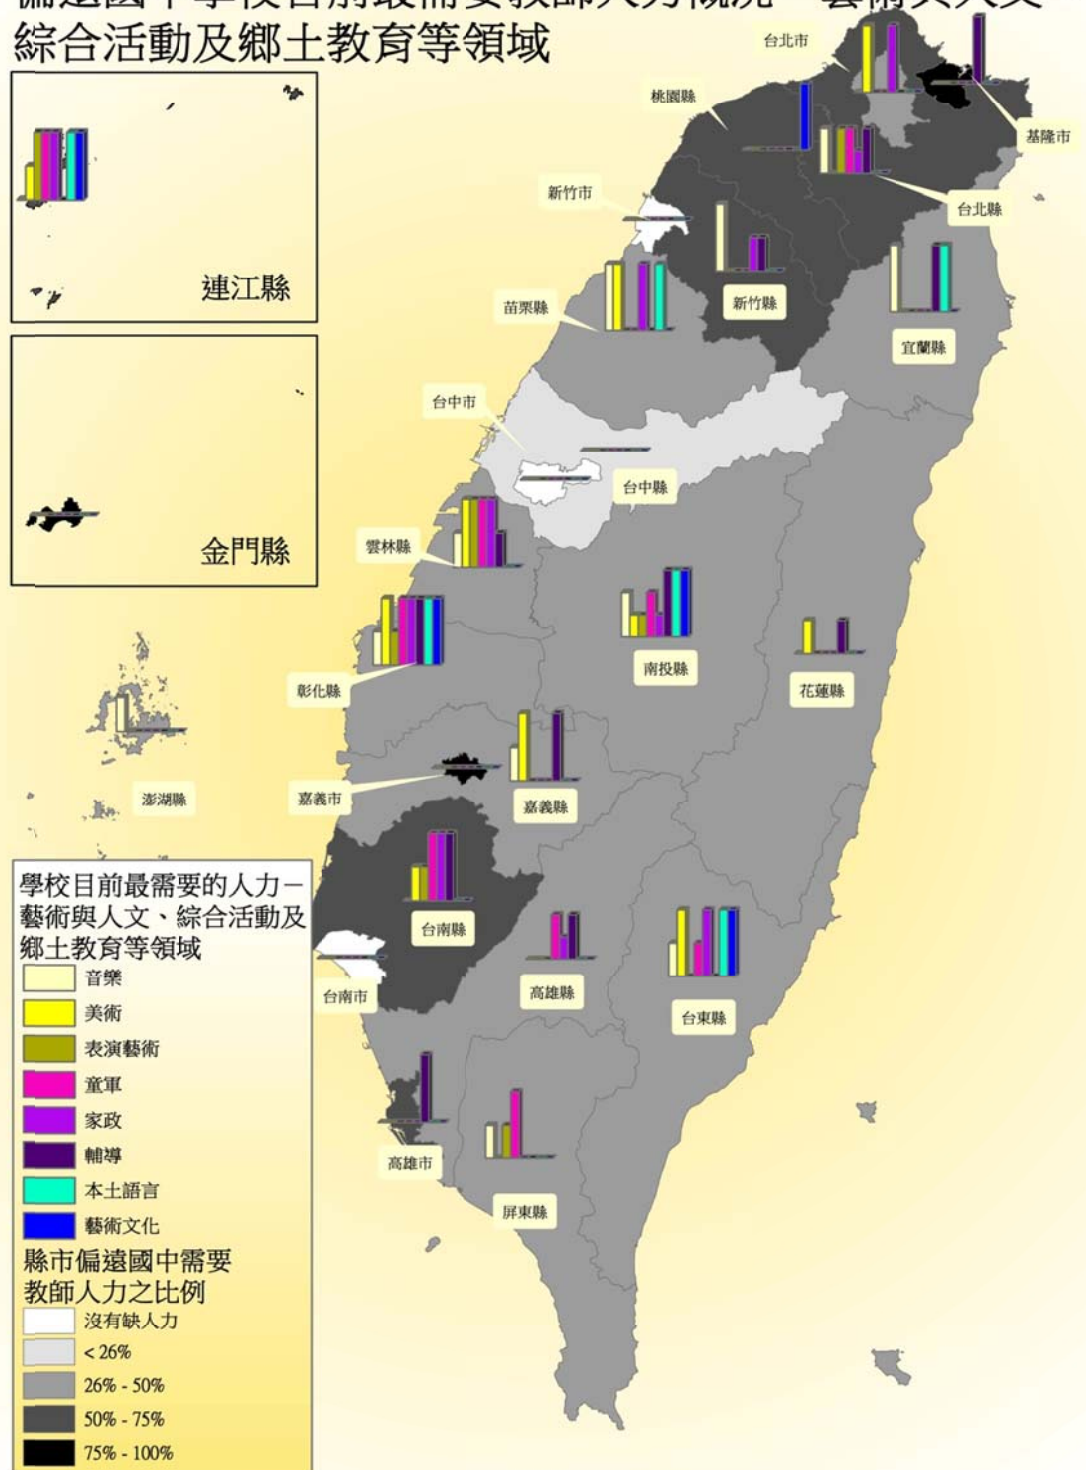 綜合活動及鄉土教育等領域
台北市
桃園縣
基隆市
新竹市
台北縣
連江縣
苗栗縣
新竹縣
宜蘭縣
台中市
台中縣
金門縣
雲林縣
彰化縣
南投縣
花蓮縣
澎湖縣
嘉義市
嘉義縣
台南縣
台南市
高雄縣
台東縣
高雄市
屏東縣
學校目前最需要的人力－
藝術與人文、綜合活動及
鄉土教育等領域
音樂
美術
表演藝術
童軍
家政
輔導
本土語言
藝術文化
縣市偏遠國中需要
教師人力之比例
沒有缺人力
< 26%
26% - 50%
50% - 75%
75% - 100%